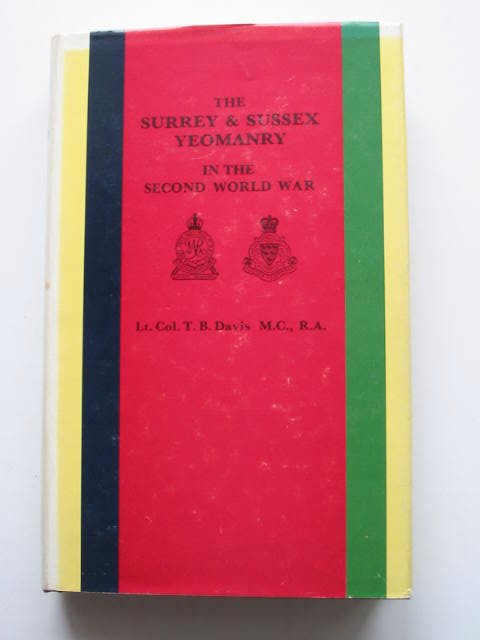 THE
SURREY & SUSSEX
YEOMANRY
IN THE
SECOND WORLD WAR
Lt. Col. T. B. Davis M.C., R.A.